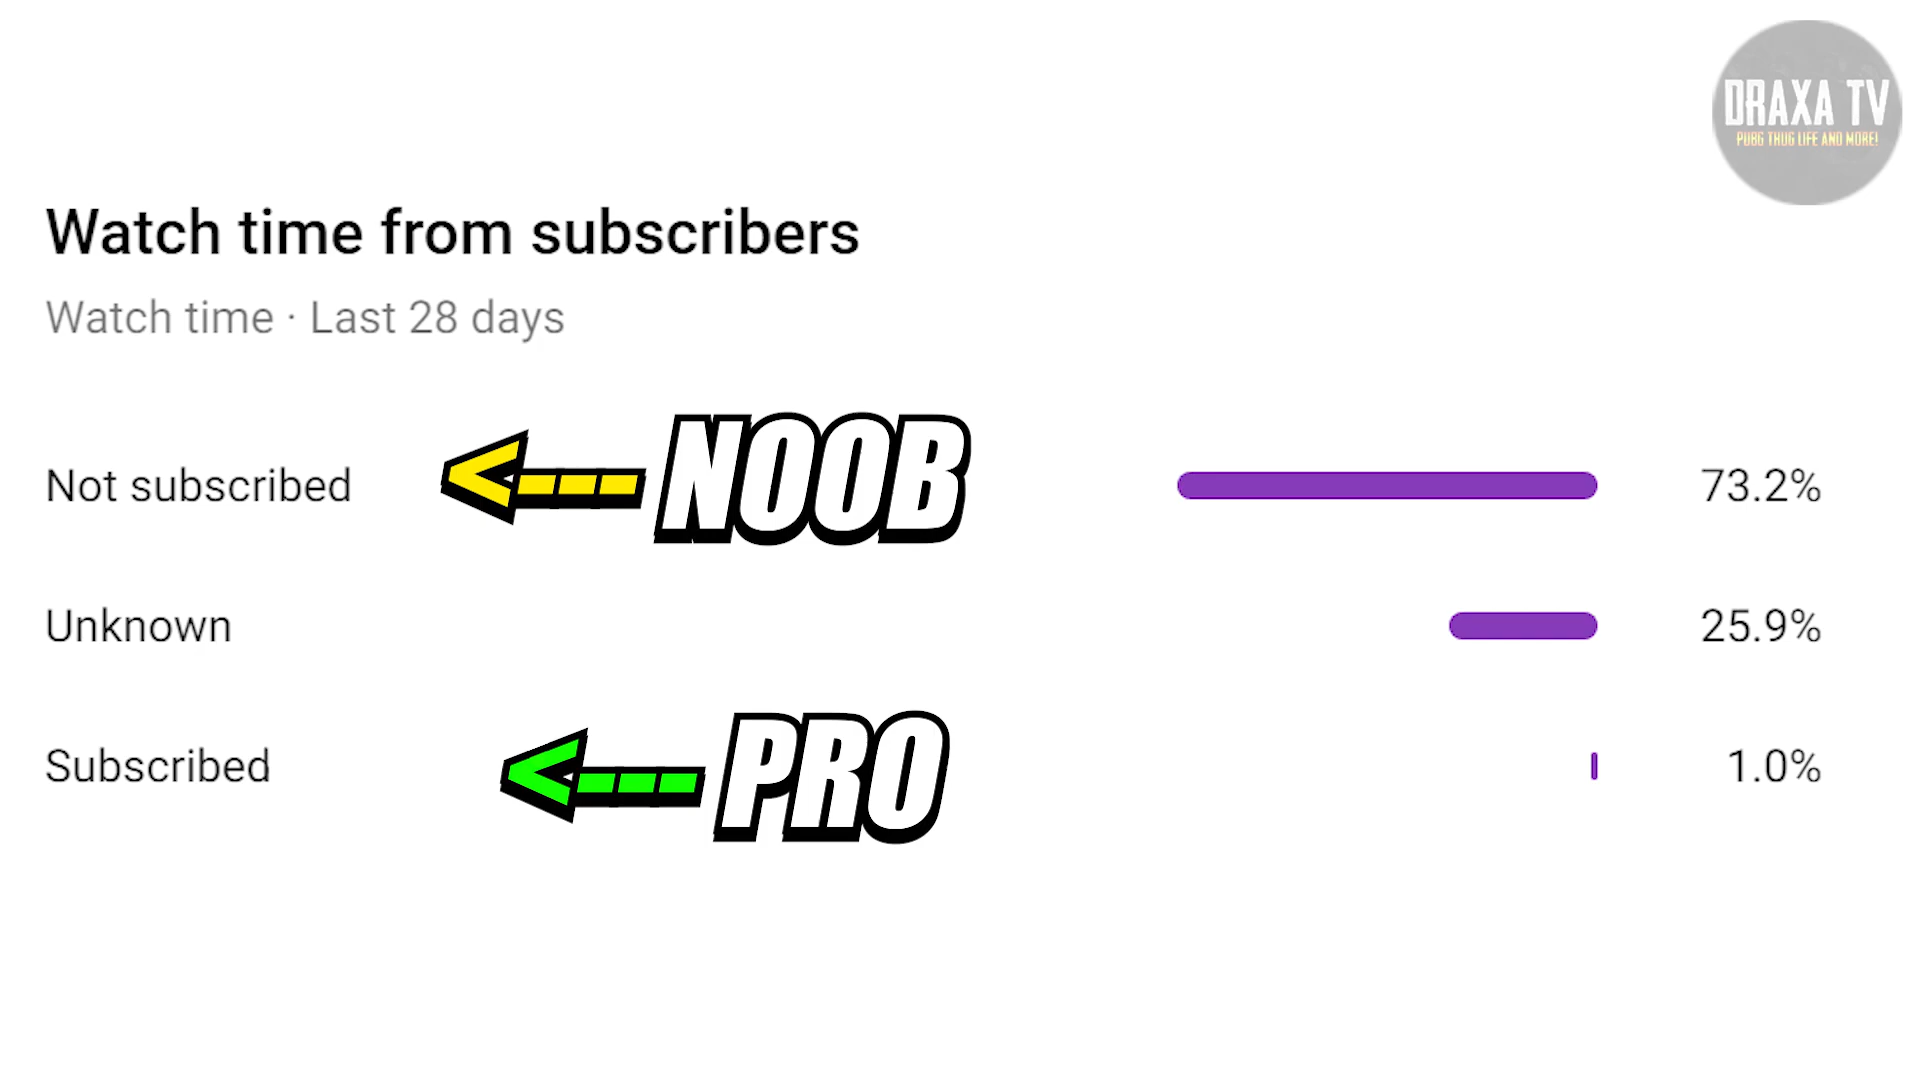 DRAXA TV
PUBG THUG LIFE AND MORE!
Watch time from subscribers
Watch time · Last 28 days
Not subscribed NOOB 73.2%
Unknown 25.9%
Subscribed PRO 1.0%